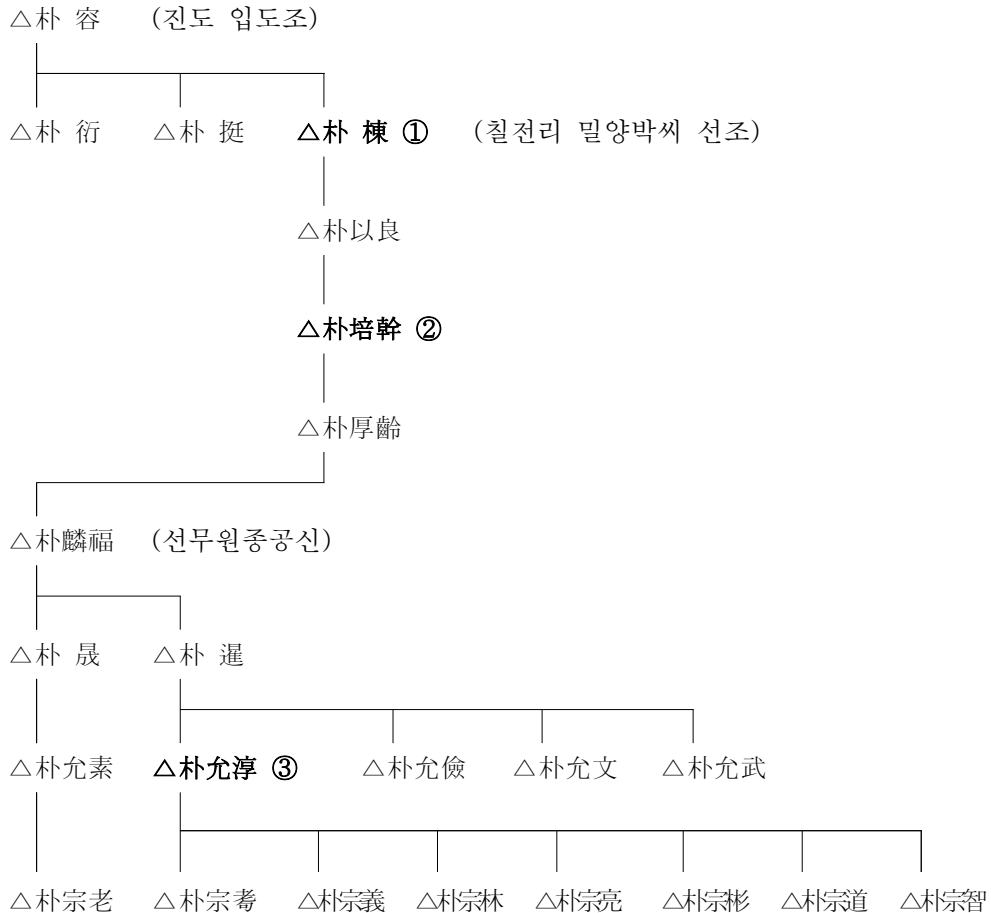 △朴 容 (진도 입도조)
△朴 衍 △朴 挺 △朴 棟 ① (칠전리 밀양박씨 선조)
△朴以良
△朴培幹 ②
△朴厚齡
△朴麟福 (선무원종공신)
△朴 晟 △朴 暹
△朴允素 △朴允淳 ③ △朴允儉 △朴允文 △朴允武
△朴宗老 △朴宗耈 △朴宗義 △朴宗林 △朴宗亮 △朴宗彬 △朴宗道 △朴宗智